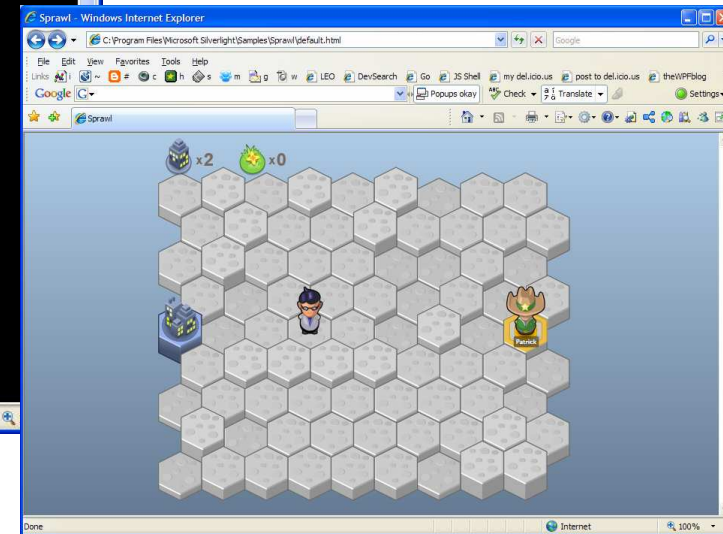 Sprawl - Windows Internet Explorer
C:\Program Files\Microsoft Silverlight\Samples\Sprawl\default.html
Google
File Edit View Favorites Tools Help
Links
LEO DevSearch Go JS Shell my del.icio.us post to del.icio.us theWPFblog
Google G Popups okay Check Translate Settings
Sprawl
x2 x0
Patrick
Done Internet 100%